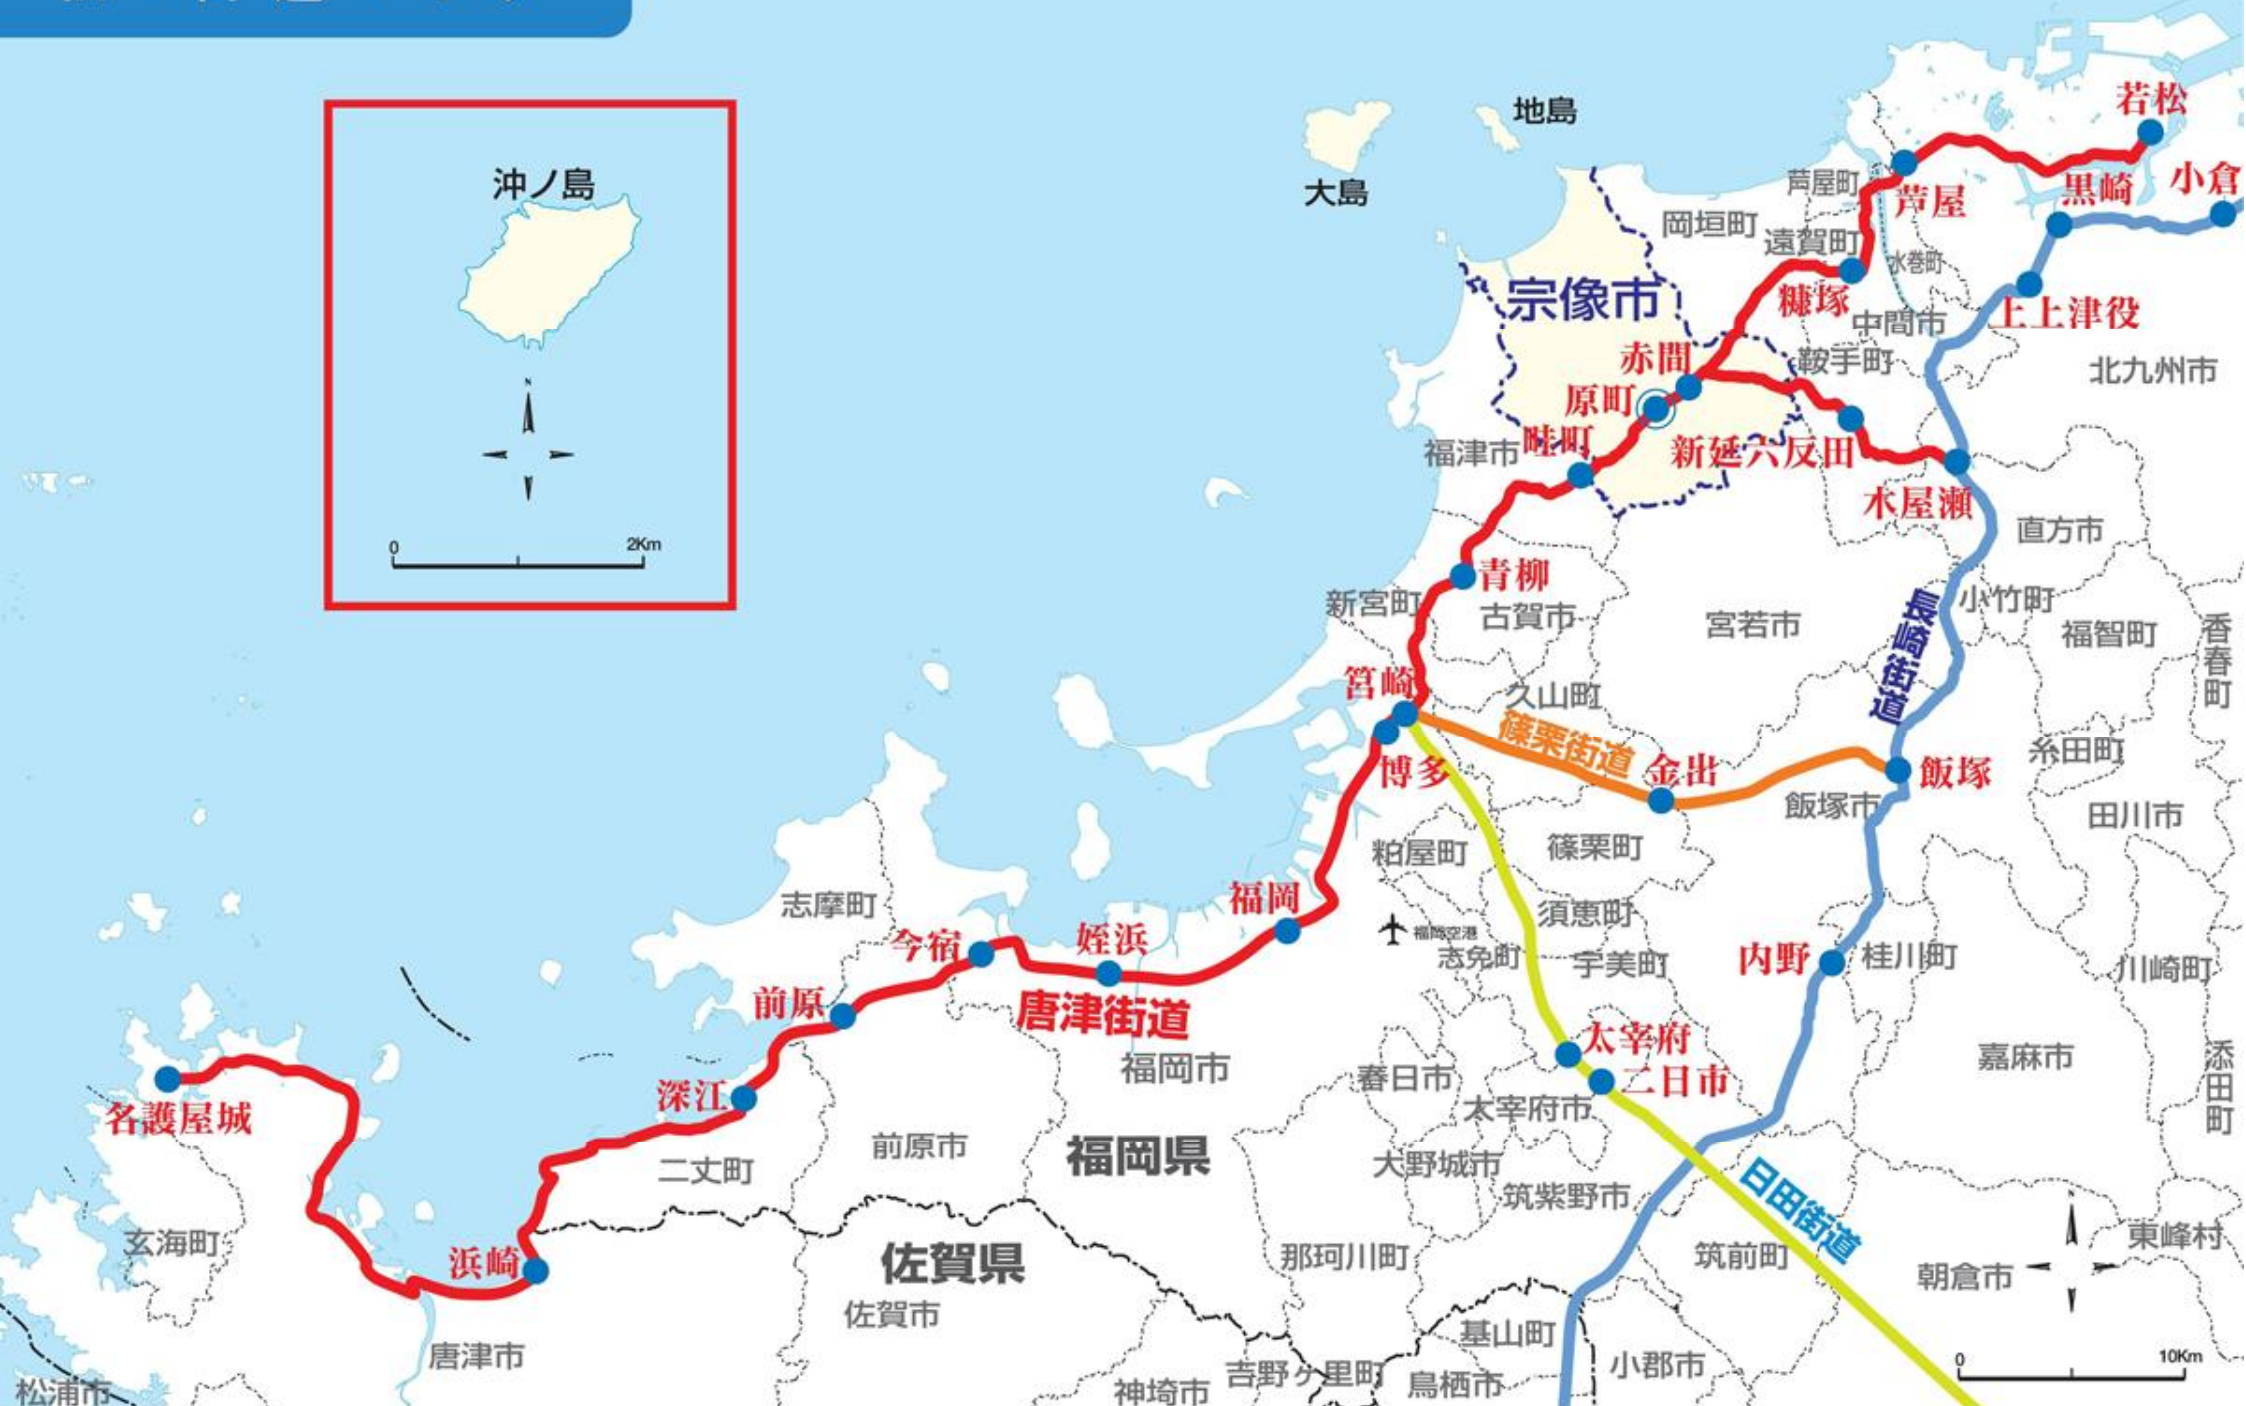 若松
地島
沖ノ島
大島
芦屋町
芦屋
黒崎
小倉
岡垣町
遠賀町
水巻町
宗像市
糠塚
中間市
上上津役
赤間
鞍手町
北九州市
原町
畦町
福津市
新延六反田
木屋瀬
直方市
N
0
2Km
青柳
新宮町
古賀市
宮若市
長崎街道
小竹町
福智町
香春町
筥崎
久山町
篠栗街道
博多
金出
飯塚
糸田町
飯塚市
田川市
粕屋町
篠栗町
志摩町
福岡
須恵町
今宿
姪浜
福岡空港
志免町
宇美町
内野
桂川町
川崎町
前原
唐津街道
太宰府
福岡市
春日市
二日市
嘉麻市
添田町
深江
名護屋城
太宰府市
前原市
福岡県
二丈町
大野城市
筑紫野市
日田街道
N
玄海町
浜崎
佐賀県
那珂川町
筑前町
朝倉市
東峰村
佐賀市
基山町
唐津市
小郡市
0
10Km
松浦市
神埼市
吉野ヶ里町
鳥栖市